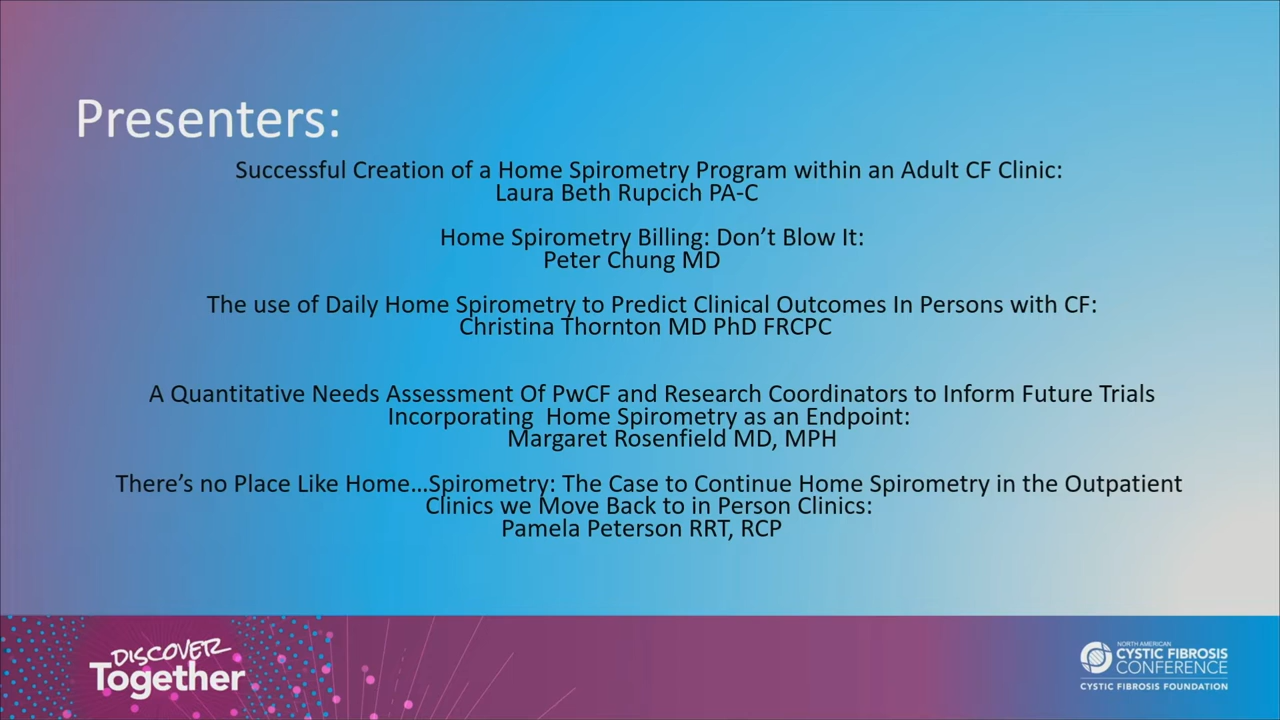 Presenters:
Successful Creation of a Home Spirometry Program within an Adult CF Clinic:
Laura Beth Rupcich PA-C
Home Spirometry Billing: Don’t Blow It:
Peter Chung MD
The use of Daily Home Spirometry to Predict Clinical Outcomes In Persons with CF:
Christina Thornton MD PhD FRCPC
A Quantitative Needs Assessment Of PwCF and Research Coordinators to Inform Future Trials
Incorporating  Home Spirometry as an Endpoint:
Margaret Rosenfield MD, MPH
There’s no Place Like Home…Spirometry: The Case to Continue Home Spirometry in the Outpatient
Clinics we Move Back to in Person Clinics:
Pamela Peterson RRT, RCP
DISCOVER
Together
NORTH AMERICAN
CYSTIC FIBROSIS
CONFERENCE
CYSTIC FIBROSIS FOUNDATION